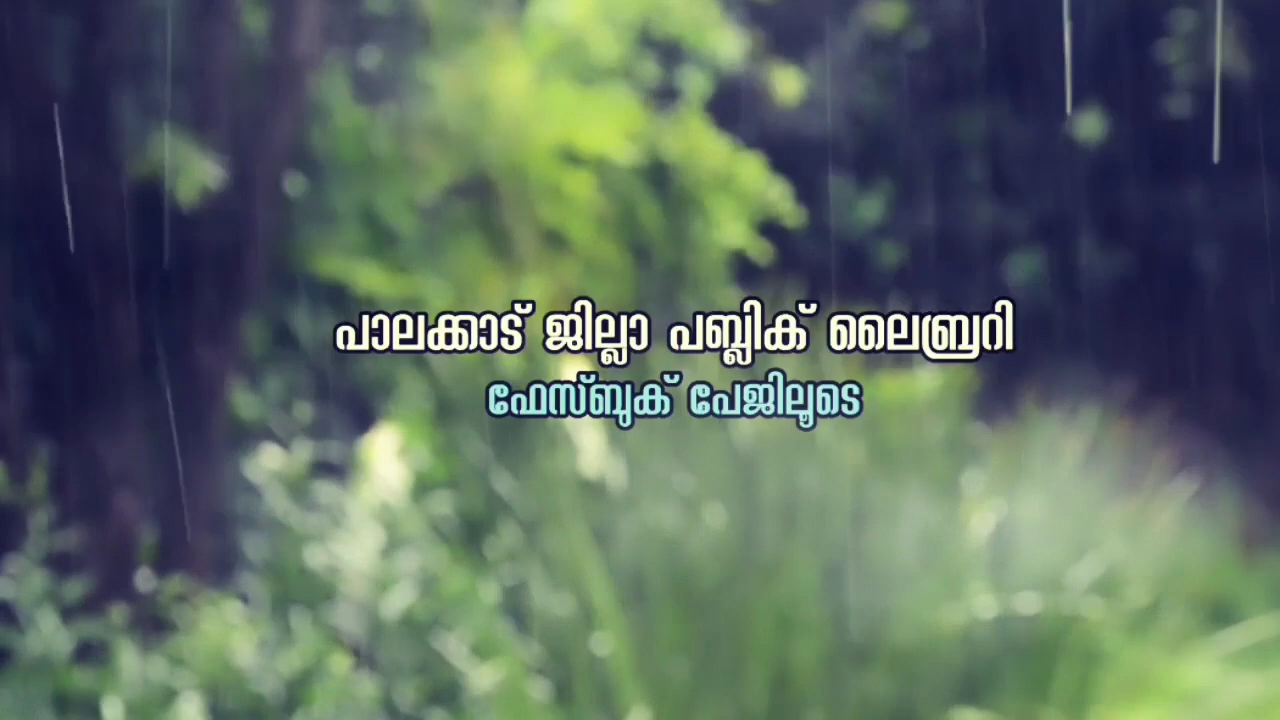 പാലക്കാട് ജില്ലാ പബ്ലിക് ലൈബ്രറി
ഫേസ്ബുക് പേജിലൂടെ